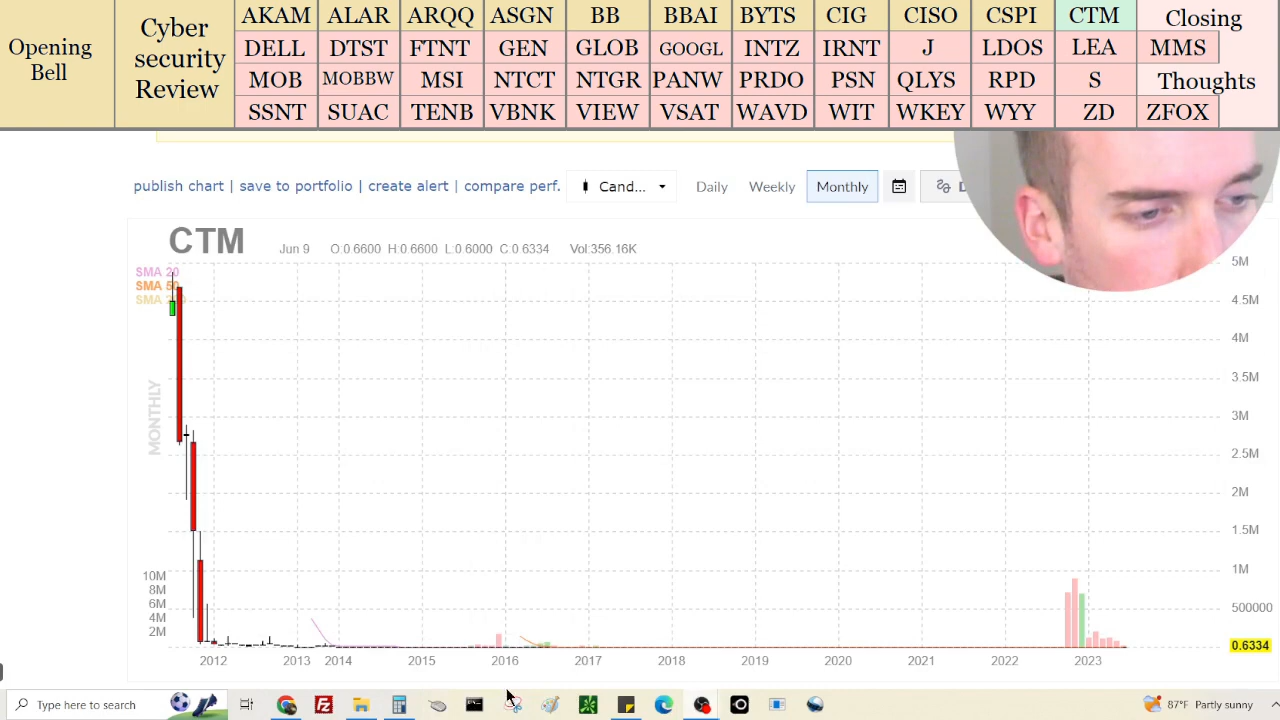 Opening Bell
Cyber security Review
AKAM ALAR ARQQ ASGN BB BBAI BYTS CIG CISO CSPI CTM
DELL DTST FTNT GEN GLOB GOOGL INTZ IRNT J LDOS LEA MMS
MOB MOBBW MSI NTCT NTGR PANW PRDO PSN QLYS RPD S
SSNT SUAC TENB VBNK VIEW VSAT WAVD WIT WKEY WYY ZD ZFOX
Closing Thoughts
publish chart | save to portfolio | create alert | compare perf.
Cand...
Daily Weekly Monthly
CTM Jun 9 O:0.6600 H:0.6600 L:0.6000 C:0.6334 Vol:356.16K
SMA 20
SMA 50
SMA
MONTHLY
5M
4.5M
4M
3.5M
3M
2.5M
2M
1.5M
1M
500000
0.6334
10M
8M
6M
4M
2M
2012 2013 2014 2015 2016 2017 2018 2019 2020 2021 2022 2023
Type here to search
87°F Partly sunny